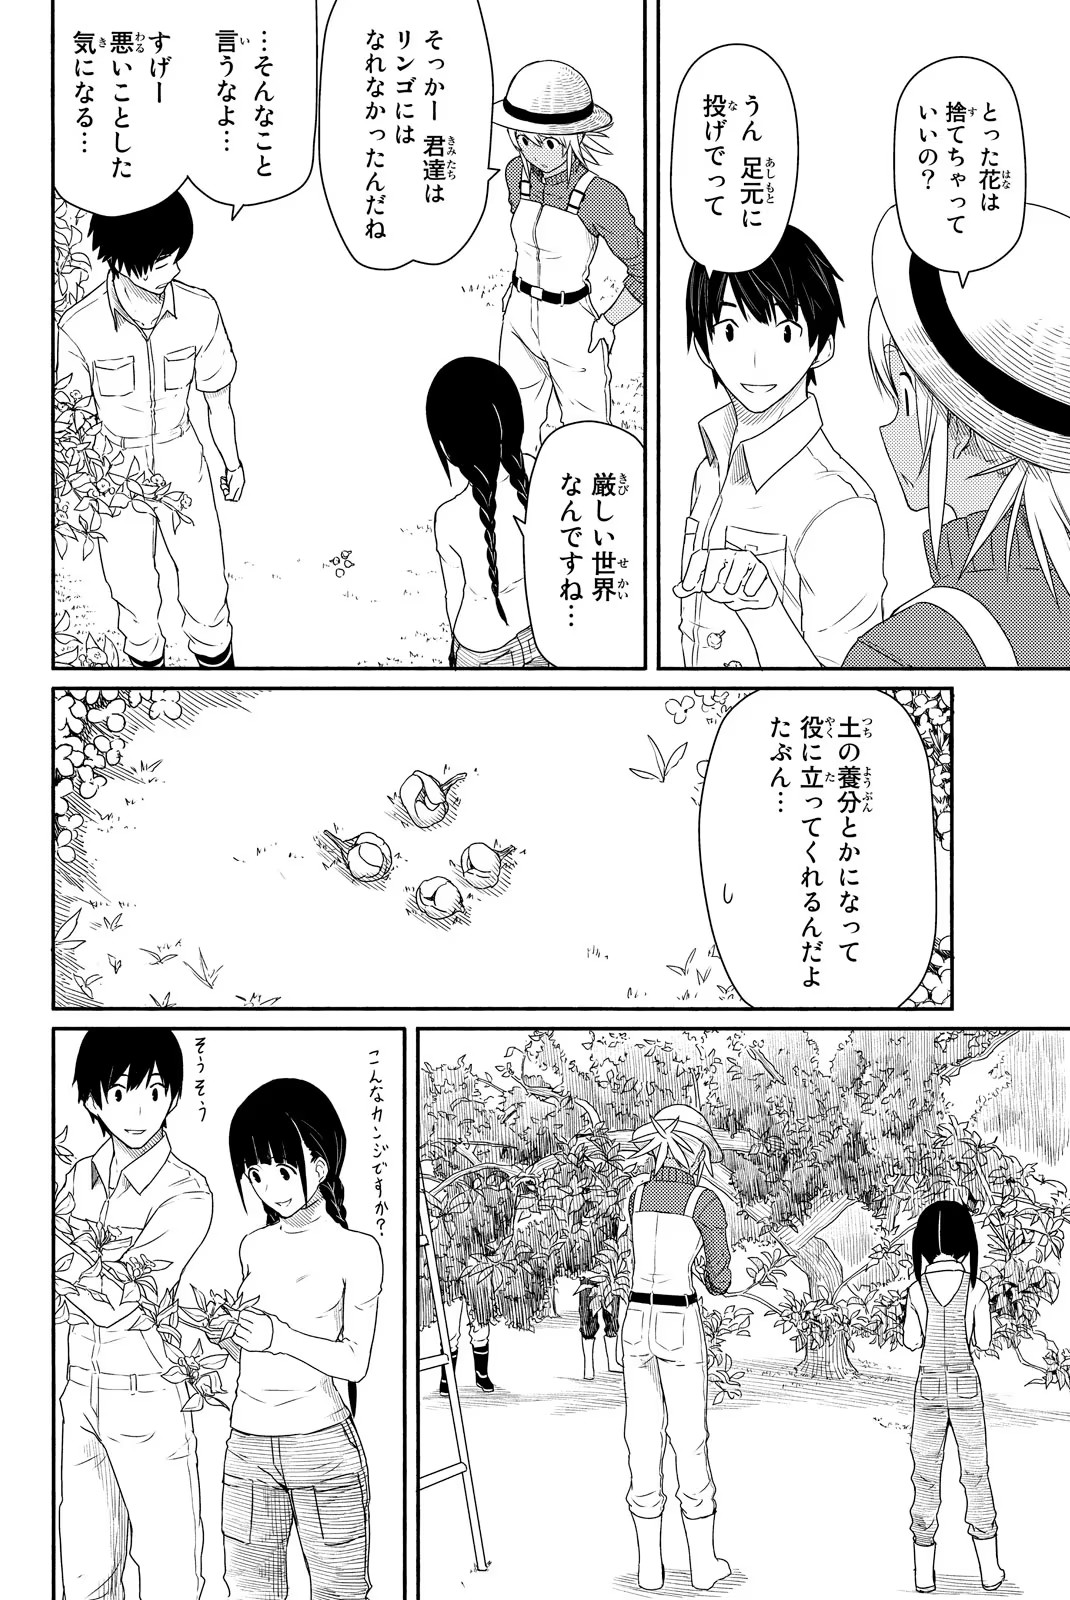 とった花は
捨てちゃって
いいの？
うん 足元に
投げでって
そっかー 君達は
リンゴには
なれなかったんだね
厳しい世界
なんですね…
…そんなこと
言うなよ…
すげー
悪いことした
気になる…
土の養分とかになって
役に立ってくれるんだよ
たぶん…
こんなカンジですか？
そうそう